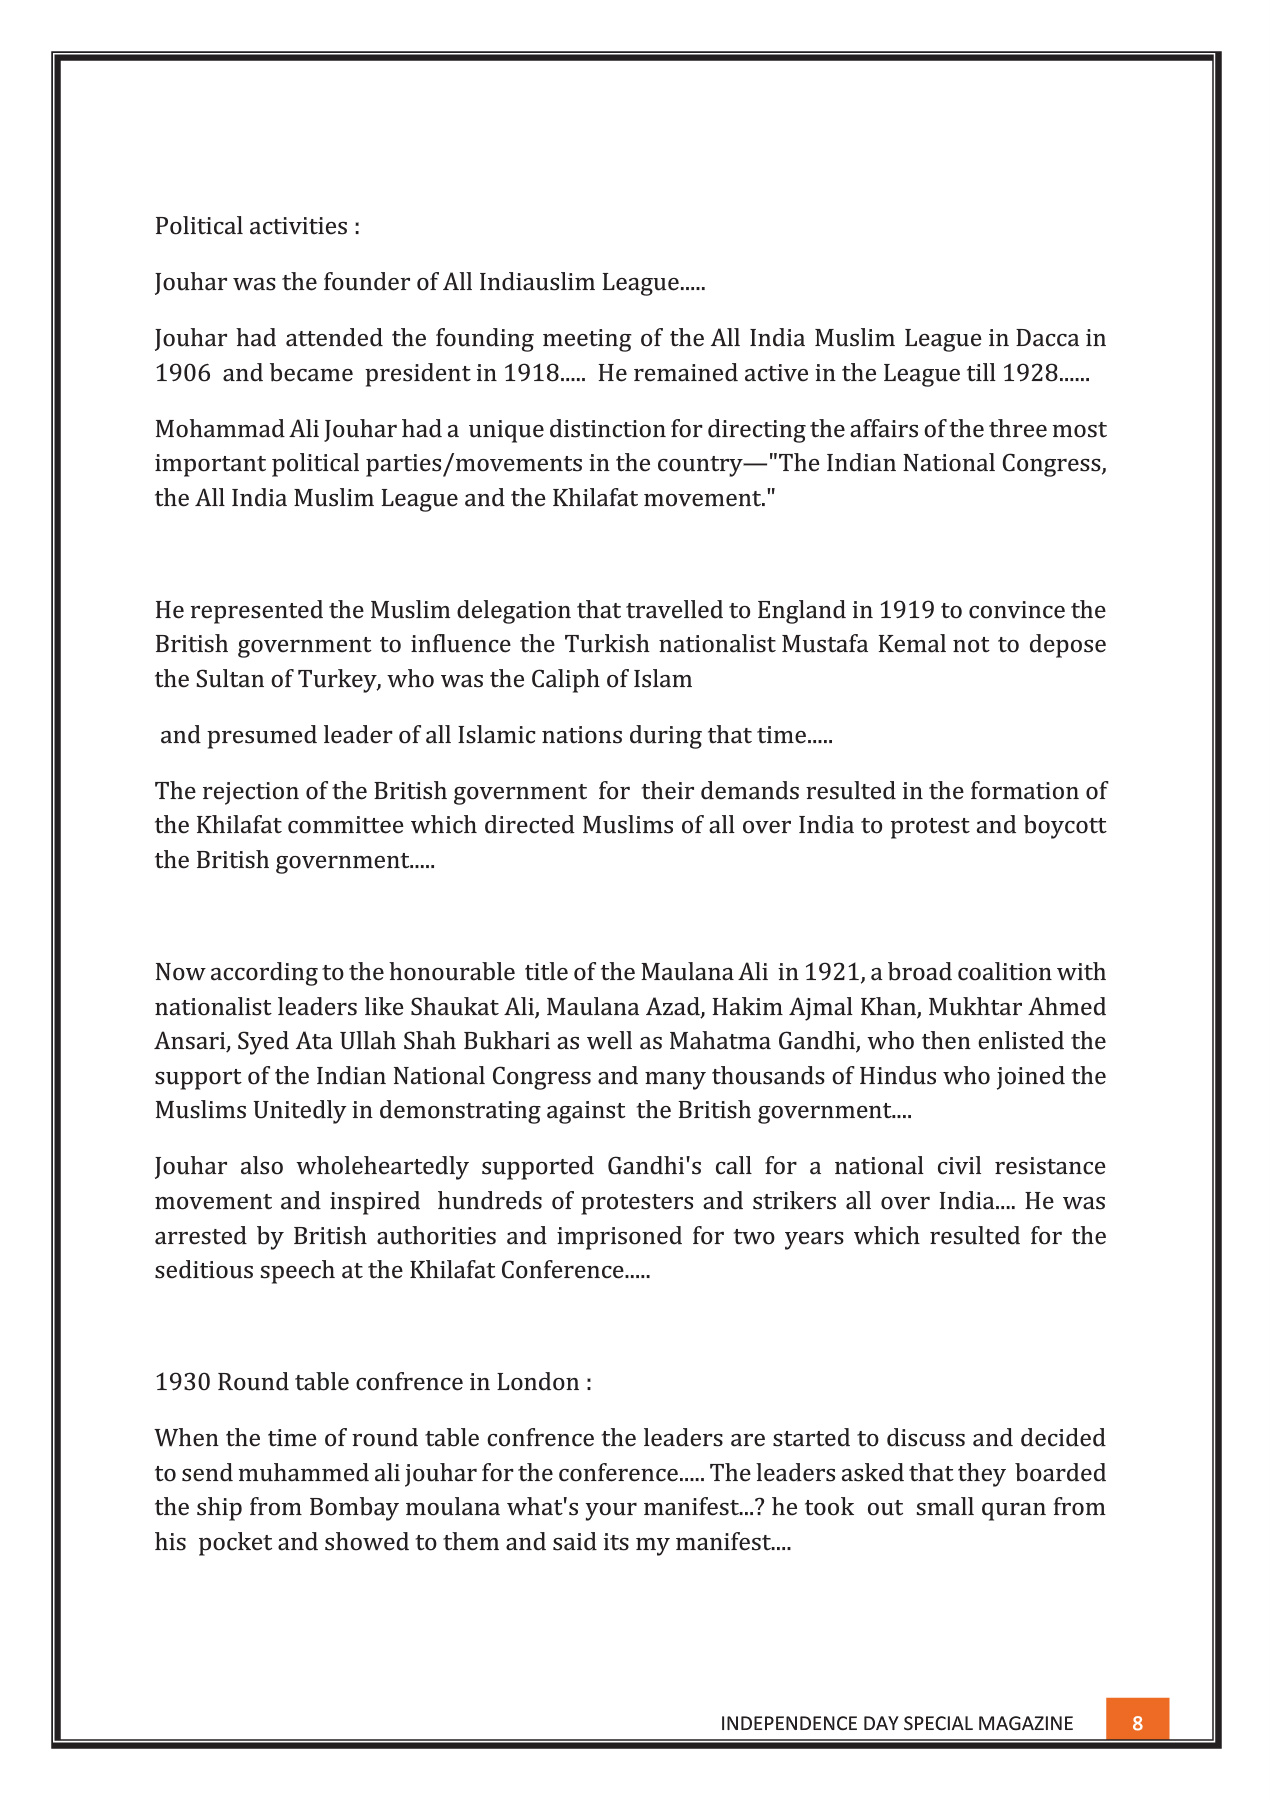 Political activities :
Jouhar was the founder of All Indiauslim League.....
Jouhar had attended the founding meeting of the All India Muslim League in Dacca in
1906 and became president in 1918..... He remained active in the League till 1928......
Mohammad Ali Jouhar had a unique distinction for directing the affairs of the three most
important political parties/movements in the country—"The Indian National Congress,
the All India Muslim League and the Khilafat movement."
He represented the Muslim delegation that travelled to England in 1919 to convince the
British government to influence the Turkish nationalist Mustafa Kemal not to depose
the Sultan of Turkey, who was the Caliph of Islam
and presumed leader of all Islamic nations during that time.....
The rejection of the British government for their demands resulted in the formation of
the Khilafat committee which directed Muslims of all over India to protest and boycott
the British government.....
Now according to the honourable title of the Maulana Ali in 1921, a broad coalition with
nationalist leaders like Shaukat Ali, Maulana Azad, Hakim Ajmal Khan, Mukhtar Ahmed
Ansari, Syed Ata Ullah Shah Bukhari as well as Mahatma Gandhi, who then enlisted the
support of the Indian National Congress and many thousands of Hindus who joined the
Muslims Unitedly in demonstrating against the British government....
Jouhar also wholeheartedly supported Gandhi's call for a national civil resistance
movement and inspired hundreds of protesters and strikers all over India.... He was
arrested by British authorities and imprisoned for two years which resulted for the
seditious speech at the Khilafat Conference.....
1930 Round table confrence in London :
When the time of round table confrence the leaders are started to discuss and decided
to send muhammed ali jouhar for the conference..... The leaders asked that they boarded
the ship from Bombay moulana what's your manifest...? he took out small quran from
his pocket and showed to them and said its my manifest....
INDEPENDENCE DAY SPECIAL MAGAZINE 8